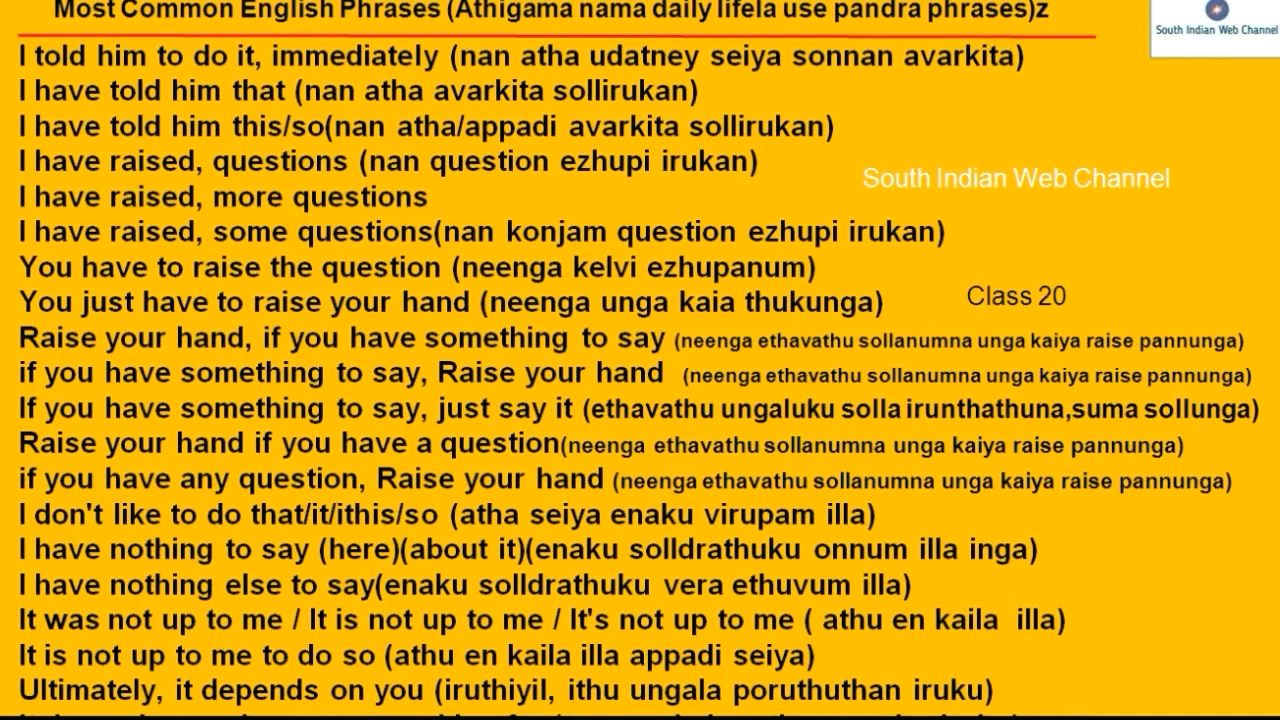 Most Common English Phrases (Athigama nama daily lifela use pandra phrases)z
South Indian Web Channel
I told him to do it, immediately (nan atha udatney seiya sonnan avarkita)
I have told him that (nan atha avarkita sollirukan)
I have told him this/so(nan atha/appadi avarkita sollirukan)
I have raised, questions (nan question ezhupi irukan)
South Indian Web Channel
I have raised, more questions
I have raised, some questions(nan konjam question ezhupi irukan)
You have to raise the question (neenga kelvi ezhupanum)
You just have to raise your hand (neenga unga kaia thukunga)
Class 20
Raise your hand, if you have something to say (neenga ethavathu sollanumna unga kaiya raise pannunga)
if you have something to say, Raise your hand (neenga ethavathu sollanumna unga kaiya raise pannunga)
If you have something to say, just say it (ethavathu ungaluku solla irunthathuna,suma sollunga)
Raise your hand if you have a question(neenga ethavathu sollanumna unga kaiya raise pannunga)
if you have any question, Raise your hand (neenga ethavathu sollanumna unga kaiya raise pannunga)
I don't like to do that/it/ithis/so (atha seiya enaku virupam illa)
I have nothing to say (here)(about it)(enaku solldrathuku onnum illa inga)
I have nothing else to say(enaku solldrathuku vera ethuvum illa)
It was not up to me / It is not up to me / It's not up to me ( athu en kaila illa)
It is not up to me to do so (athu en kaila illa appadi seiya)
Ultimately, it depends on you (iruthiyil, ithu ungala poruthuthan iruku)